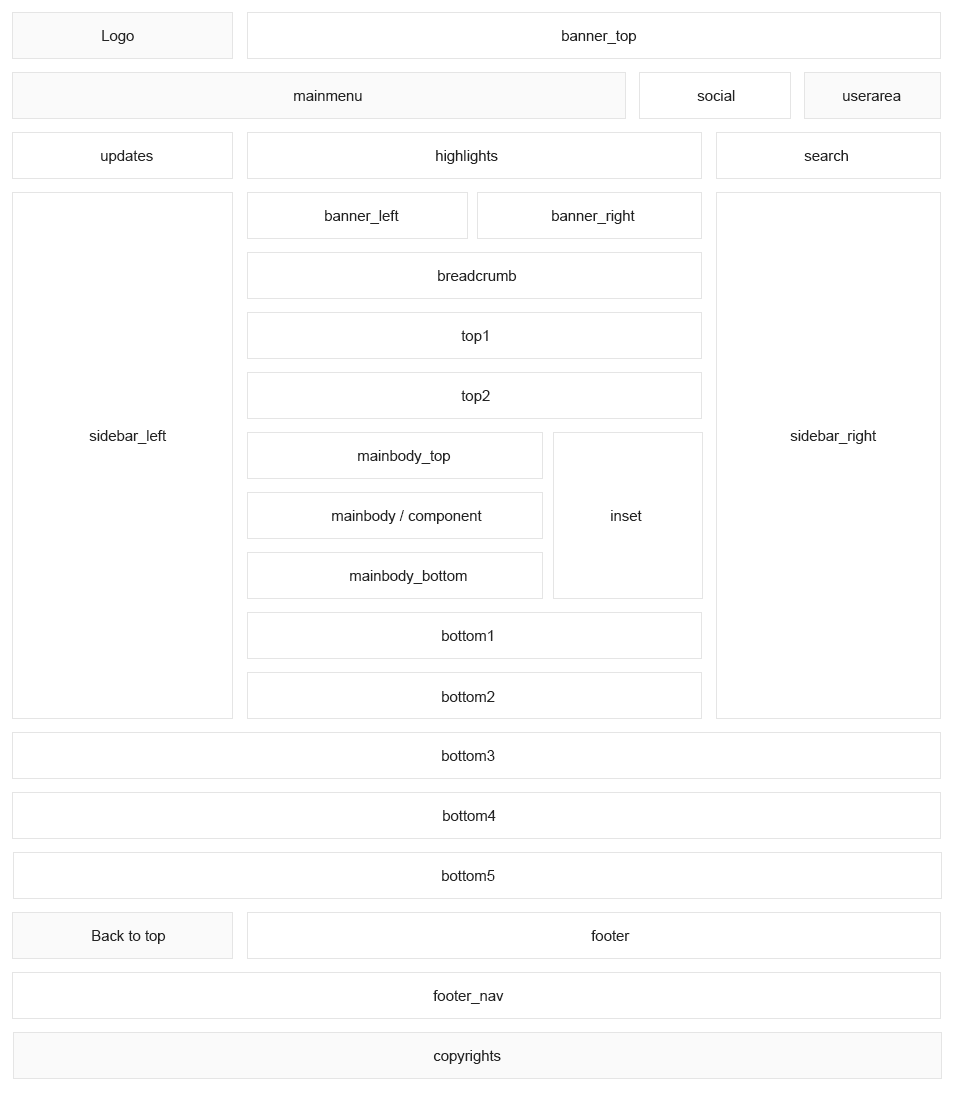 Logo
banner_top
mainmenu
social
userarea
updates
highlights
search
banner_left
banner_right
breadcrumb
top1
top2
sidebar_left
sidebar_right
mainbody_top
mainbody / component
inset
mainbody_bottom
bottom1
bottom2
bottom3
bottom4
bottom5
Back to top
footer
footer_nav
copyrights